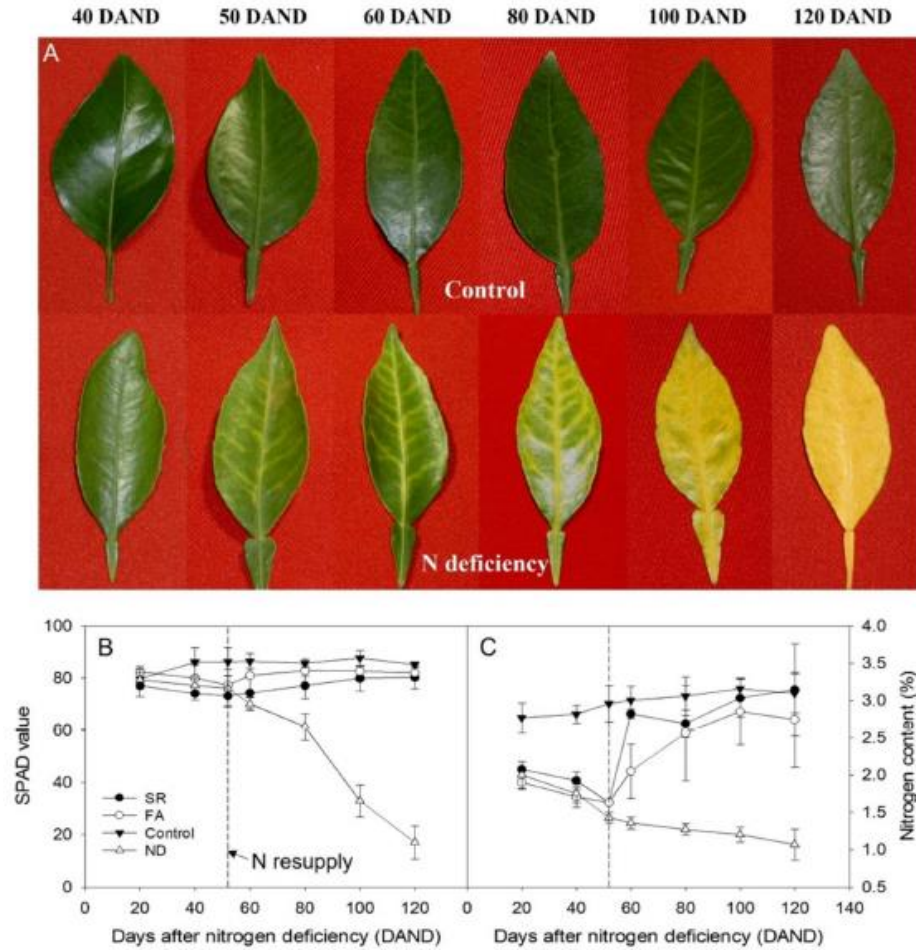 40 DAND 50 DAND 60 DAND 80 DAND 100 DAND 120 DAND
A
Control
N deficiency
100
80
60
40
20
0
SPAD value
B
SR
FA
Control
ND
N resupply
0 20 40 60 80 100 120
Days after nitrogen deficiency (DAND)
C
4.0
3.5
3.0
2.5
2.0
1.5
1.0
0.5
Nitrogen content (%)
0 20 40 60 80 100 120 140
Days after nitrogen deficiency (DAND)